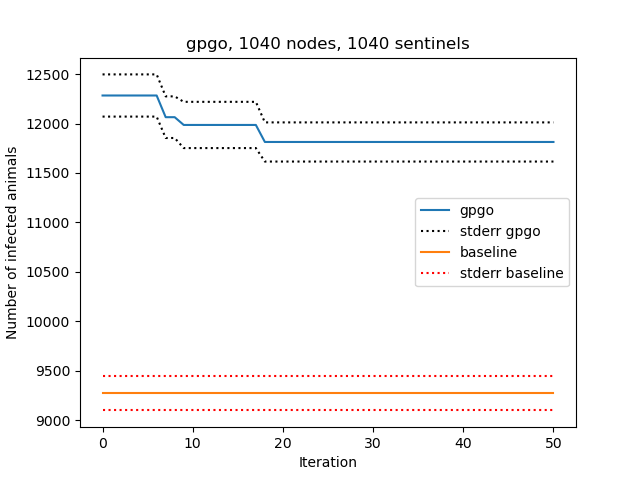 gpgo, 1040 nodes, 1040 sentinels
Number of infected animals
12500
12000
11500
11000
10500
10000
9500
9000
gpgo
stderr gpgo
baseline
stderr baseline
0 10 20 30 40 50
Iteration